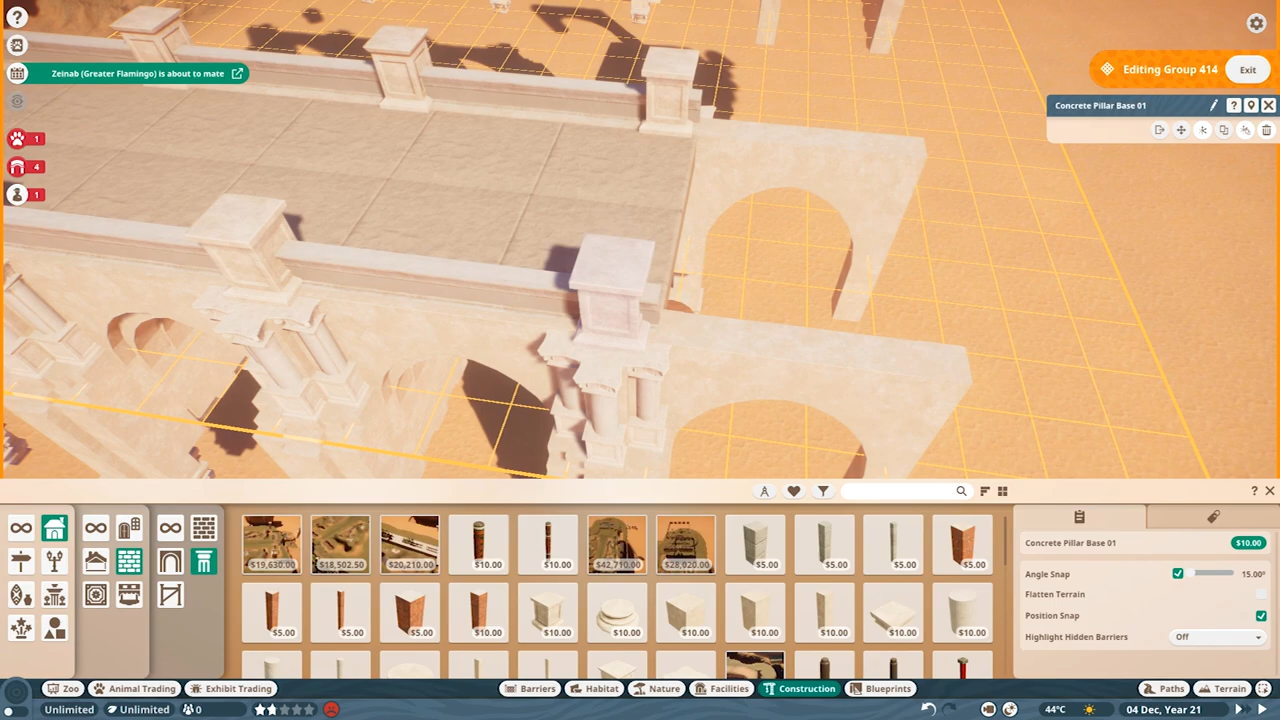 ?
Zeinab (Greater Flamingo) is about to mate
1
4
1
Editing Group 414
Exit
Concrete Pillar Base 01
?
? 
$19,630.00
$18,502.50
$20,210.00
$10.00
$10.00
$42,710.00
$28,020.00
$5.00
$5.00
$5.00
$5.00
$5.00
$5.00
$5.00
$10.00
$10.00
$10.00
$10.00
$10.00
$10.00
$10.00
$10.00
Concrete Pillar Base 01
$10.00
Angle Snap
15.00°
Flatten Terrain
Position Snap
Highlight Hidden Barriers
Off
Zoo
Animal Trading
Exhibit Trading
Barriers
Habitat
Nature
Facilities
Construction
Blueprints
Paths
Terrain
Unlimited
Unlimited
0
44°C
04 Dec, Year 21